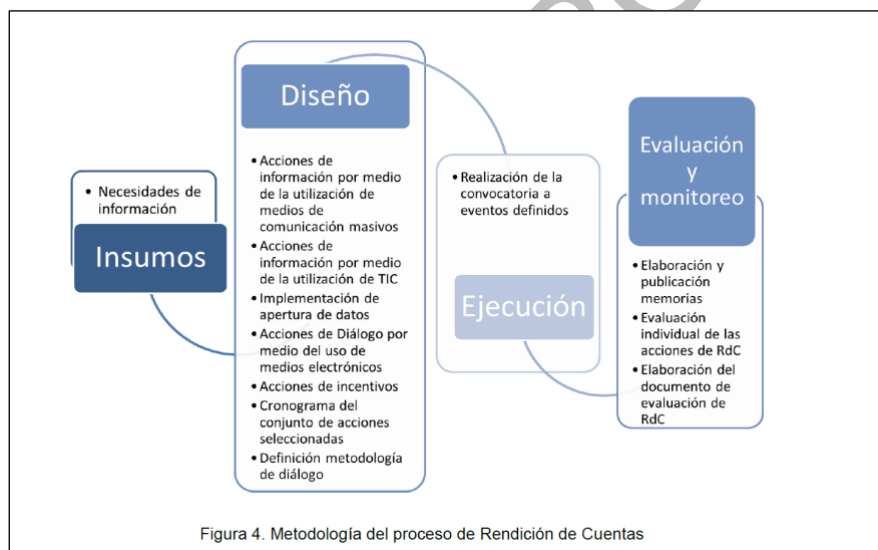 • Necesidades de
información
Insumos
Diseño
• Acciones de
información por medio
de la utilización de
medios de
comunicación masivos
• Acciones de
información por medio
de la utilización de TIC
• Implementación de
apertura de datos
• Acciones de Diálogo por
medio del uso de
medios electrónicos
• Acciones de incentivos
• Cronograma del
conjunto de acciones
seleccionadas
• Definición metodología
de diálogo
• Realización de la
convocatoria a
eventos definidos
Ejecución
Evaluación
y
monitoreo
• Elaboración y
publicación
memorias
• Evaluación
individual de las
acciones de RdC
• Elaboración del
documento de
evaluación de
RdC
Figura 4. Metodología del proceso de Rendición de Cuentas